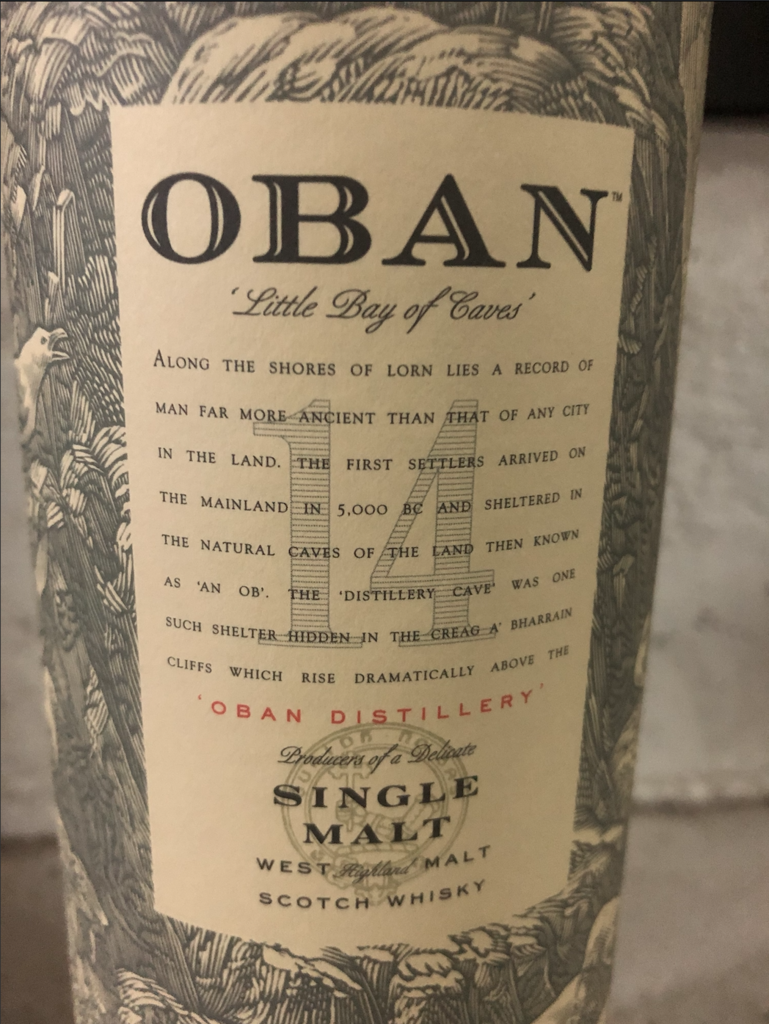 OBAN™
'Little Bay of Caves'
14
ALONG THE SHORES OF LORN LIES A RECORD OF
MAN FAR MORE ANCIENT THAN THAT OF ANY CITY
IN THE LAND. THE FIRST SETTLERS ARRIVED ON
THE MAINLAND IN 5,000 BC AND SHELTERED IN
THE NATURAL CAVES OF THE LAND THEN KNOWN
AS 'AN OB'. THE 'DISTILLERY CAVE' WAS ONE
SUCH SHELTER HIDDEN IN THE CREAG A' BHARRAIN
CLIFFS WHICH RISE DRAMATICALLY ABOVE THE
'OBAN DISTILLERY'
Producers of a Delicate
SINGLE
MALT
WEST Highland MALT
SCOTCH WHISKY